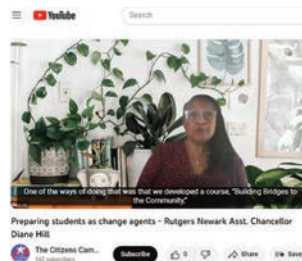 YouTube
Search
One of the ways of doing that was that we developed a course, "Building Bridges to
the Community,"
Preparing students as change agents - Rutgers Newark Asst. Chancellor
Diane Hill
The Citizens Cam...
subscribers
Subscribe
Share